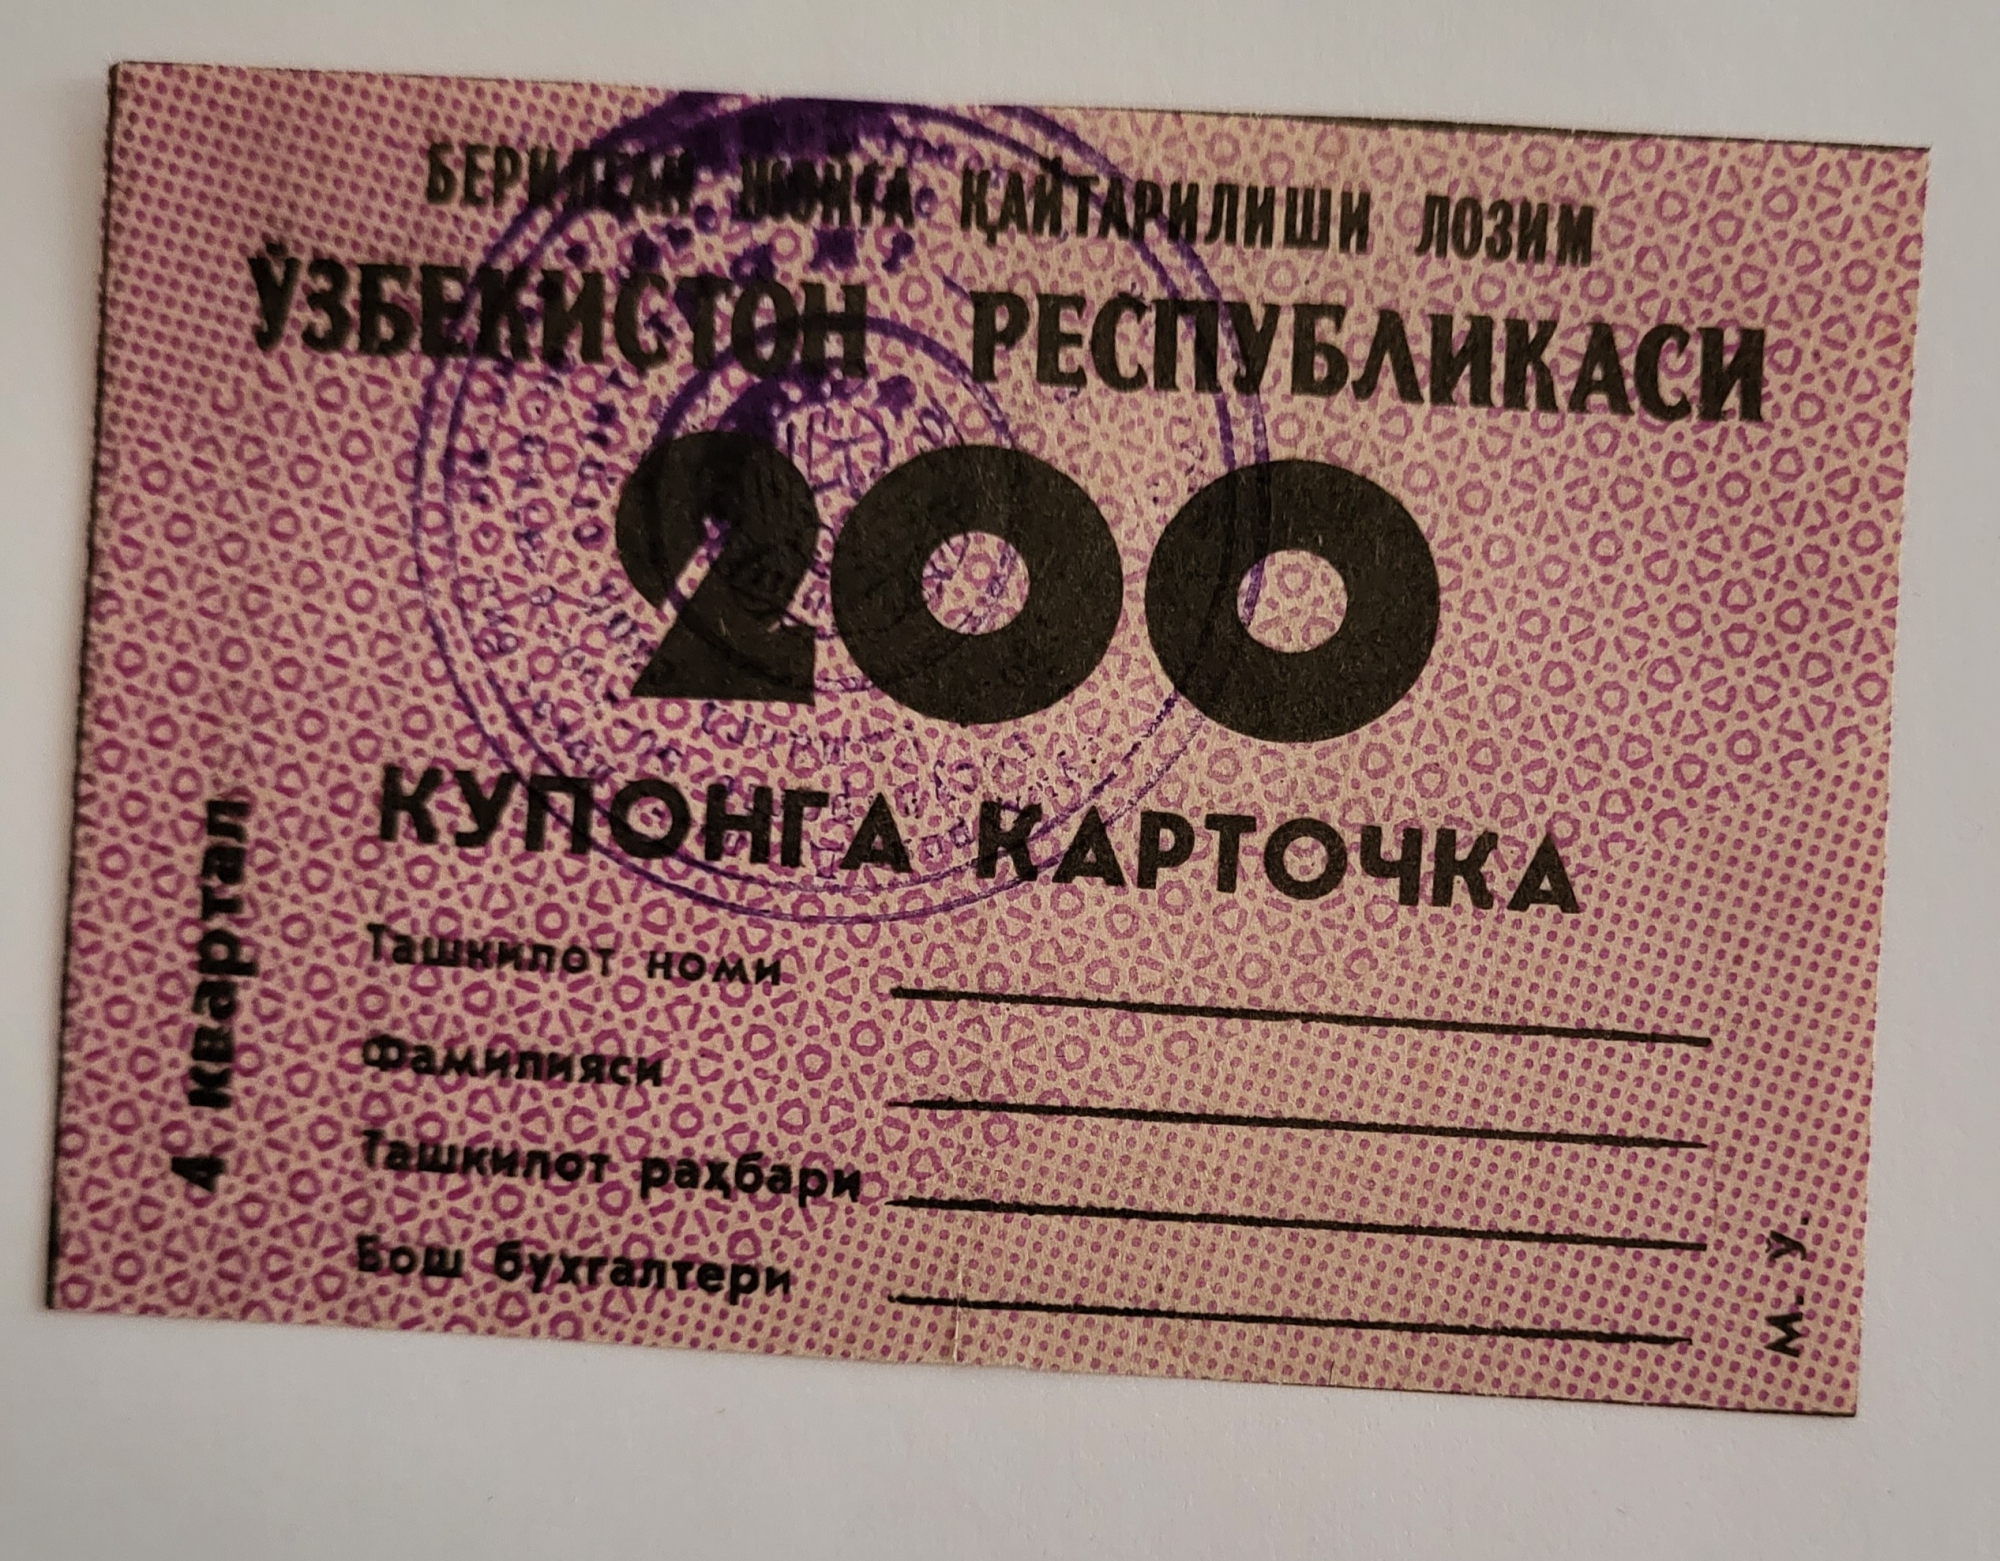 БЕРИЛГАН ЖОЙГА ҚАЙТАРИЛИШИ ЛОЗИМ
ЎЗБЕКИСТОН РЕСПУБЛИКАСИ
200
КУПОНГА КАРТОЧКА
Ташкилот номи
Фамилияси
Ташкилот раҳбари
Бош бухгалтери
4 квартал
М. Ў.